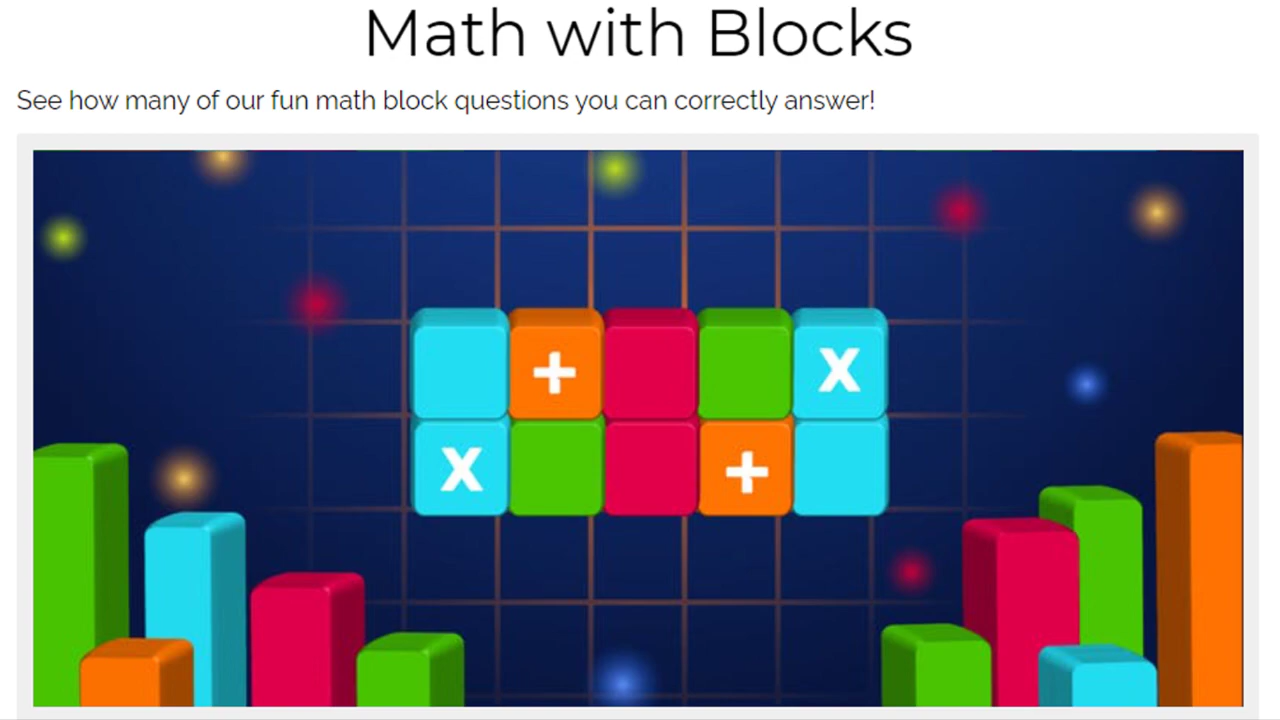 Math with Blocks
See how many of our fun math block questions you can correctly answer!
+ X
X +